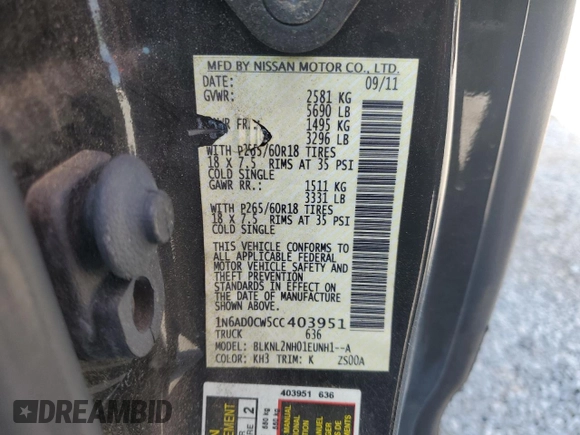 MFD BY NISSAN MOTOR CO., LTD.
DATE: 09/11
GVWR: 2581 KG
5690 LB
GAWR FR.: 1495 KG
3296 LB
WITH P265/60R18 TIRES
18 X 7.5 RIMS AT 35 PSI
COLD SINGLE
GAWR RR.: 1511 KG
3331 LB
WITH P265/60R18 TIRES
18 X 7.5 RIMS AT 35 PSI
COLD SINGLE
THIS VEHICLE CONFORMS TO
ALL APPLICABLE FEDERAL
MOTOR VEHICLE SAFETY AND
THEFT PREVENTION
STANDARDS IN EFFECT ON
THE DATE OF MANUFACTURE
SHOWN ABOVE.
1N6AD0CW5CC403951
TRUCK 636
MODEL: BLKNL2NH01EUNH1--A
COLOR: KH3 TRIM: K ZS00A
403951 636
2
MANUAL
DREAMBID